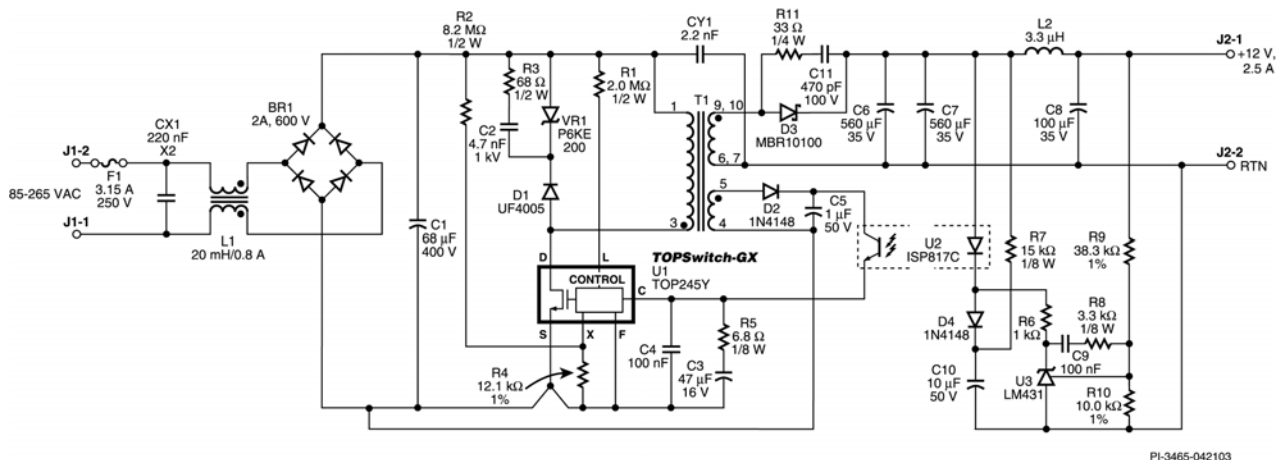 R2
8.2 MΩ
1/2 W
CY1
2.2 nF
R11
33 Ω
1/4 W
L2
3.3 μH
J2-1
+12 V,
2.5 A
BR1
2A, 600 V
CX1
220 nF
X2
J1-2
F1
3.15 A
250 V
85-265 VAC
J1-1
L1
20 mH/0.8 A
C1
68 μF
400 V
R3
68 Ω
1/2 W
C2
4.7 nF
1 kV
VR1
P6KE
200
D1
UF4005
R1
2.0 MΩ
1/2 W
T1
1
3
9, 10
6, 7
5
4
C11
470 pF
100 V
D3
MBR10100
C6
560 μF
35 V
C7
560 μF
35 V
C8
100 μF
35 V
J2-2
RTN
D2
1N4148
C5
1 μF
50 V
TOPSwitch-GX
U1
TOP245Y
D
L
CONTROL
C
S
X
F
R4
12.1 kΩ
1%
C4
100 nF
R5
6.8 Ω
1/8 W
C3
47 μF
16 V
U2
ISP817C
R7
15 kΩ
1/8 W
R9
38.3 kΩ
1%
D4
1N4148
R6
1 kΩ
R8
3.3 kΩ
1/8 W
C9
100 nF
C10
10 μF
50 V
U3
LM431
R10
10.0 kΩ
1%
PI-3465-042103